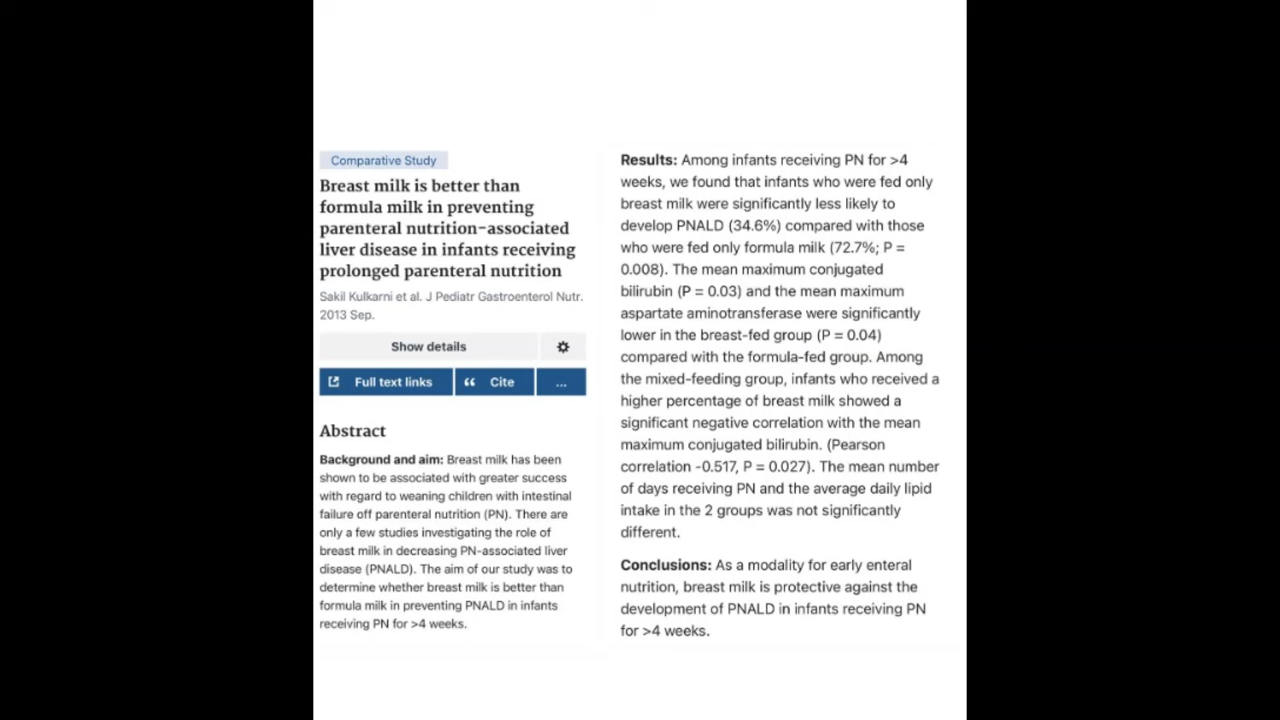 Comparative Study
Breast milk is better than
formula milk in preventing
parenteral nutrition-associated
liver disease in infants receiving
prolonged parenteral nutrition
Sakil Kulkarni et al. J Pediatr Gastroenterol Nutr.
2013 Sep.
Show details
Full text links
Cite
...
Abstract
Background and aim: Breast milk has been
shown to be associated with greater success
with regard to weaning children with intestinal
failure off parenteral nutrition (PN). There are
only a few studies investigating the role of
breast milk in decreasing PN-associated liver
disease (PNALD). The aim of our study was to
determine whether breast milk is better than
formula milk in preventing PNALD in infants
receiving PN for >4 weeks.
Results: Among infants receiving PN for >4
weeks, we found that infants who were fed only
breast milk were significantly less likely to
develop PNALD (34.6%) compared with those
who were fed only formula milk (72.7%; P =
0.008). The mean maximum conjugated
bilirubin (P = 0.03) and the mean maximum
aspartate aminotransferase were significantly
lower in the breast-fed group (P = 0.04)
compared with the formula-fed group. Among
the mixed-feeding group, infants who received a
higher percentage of breast milk showed a
significant negative correlation with the mean
maximum conjugated bilirubin. (Pearson
correlation -0.517, P = 0.027). The mean number
of days receiving PN and the average daily lipid
intake in the 2 groups was not significantly
different.
Conclusions: As a modality for early enteral
nutrition, breast milk is protective against the
development of PNALD in infants receiving PN
for >4 weeks.